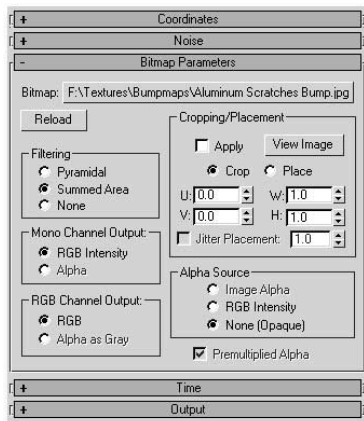 + Coordinates
+ Noise
- Bitmap Parameters
Bitmap: F:\Textures\Bumpmaps\Aluminum Scratches Bump.jpg
Reload
Cropping/Placement
Apply
View Image
Crop
Place
U: 0.0
W: 1.0
V: 0.0
H: 1.0
Jitter Placement: 1.0
Filtering
Pyramidal
Summed Area
None
Mono Channel Output:
RGB Intensity
Alpha
RGB Channel Output:
RGB
Alpha as Gray
Alpha Source
Image Alpha
RGB Intensity
None (Opaque)
Premultiplied Alpha
+ Time
+ Output